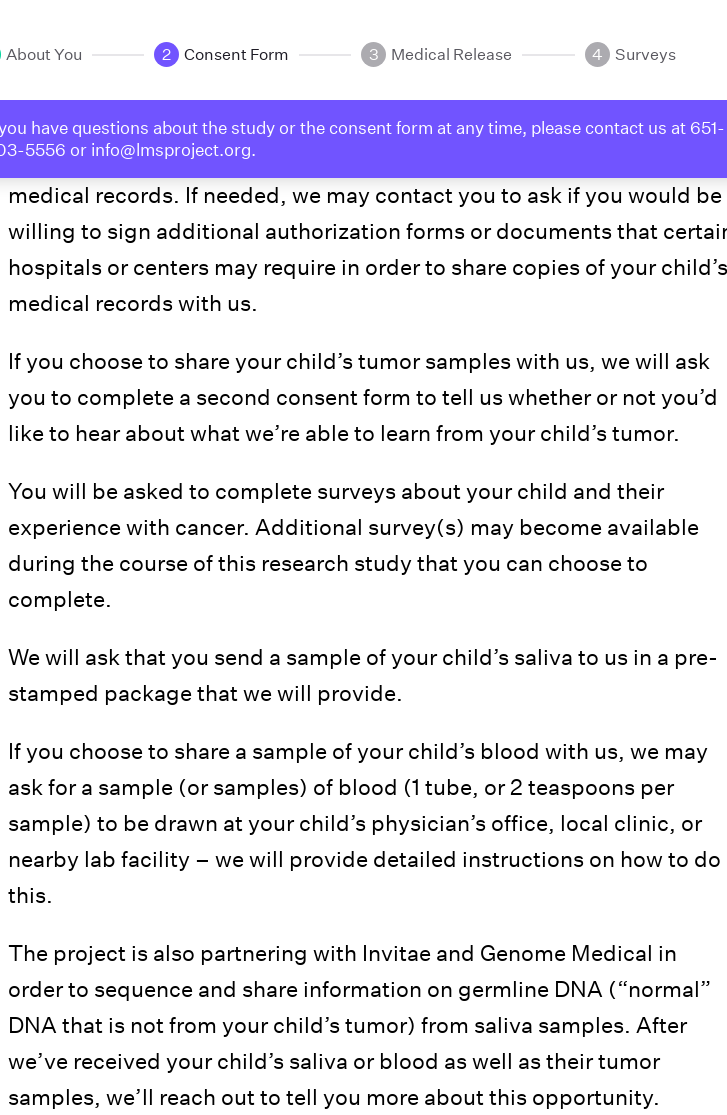 About You
2 Consent Form
3 Medical Release
4 Surveys
you have questions about the study or the consent form at any time, please contact us at 651-
03-5556 or info@lmsproject.org.
medical records. If needed, we may contact you to ask if you would be
willing to sign additional authorization forms or documents that certain
hospitals or centers may require in order to share copies of your child’s
medical records with us.
If you choose to share your child’s tumor samples with us, we will ask
you to complete a second consent form to tell us whether or not you’d
like to hear about what we’re able to learn from your child’s tumor.
You will be asked to complete surveys about your child and their
experience with cancer. Additional survey(s) may become available
during the course of this research study that you can choose to
complete.
We will ask that you send a sample of your child’s saliva to us in a pre-
stamped package that we will provide.
If you choose to share a sample of your child’s blood with us, we may
ask for a sample (or samples) of blood (1 tube, or 2 teaspoons per
sample) to be drawn at your child’s physician’s office, local clinic, or
nearby lab facility – we will provide detailed instructions on how to do
this.
The project is also partnering with Invitae and Genome Medical in
order to sequence and share information on germline DNA (“normal”
DNA that is not from your child’s tumor) from saliva samples. After
we’ve received your child’s saliva or blood as well as their tumor
samples, we’ll reach out to tell you more about this opportunity.